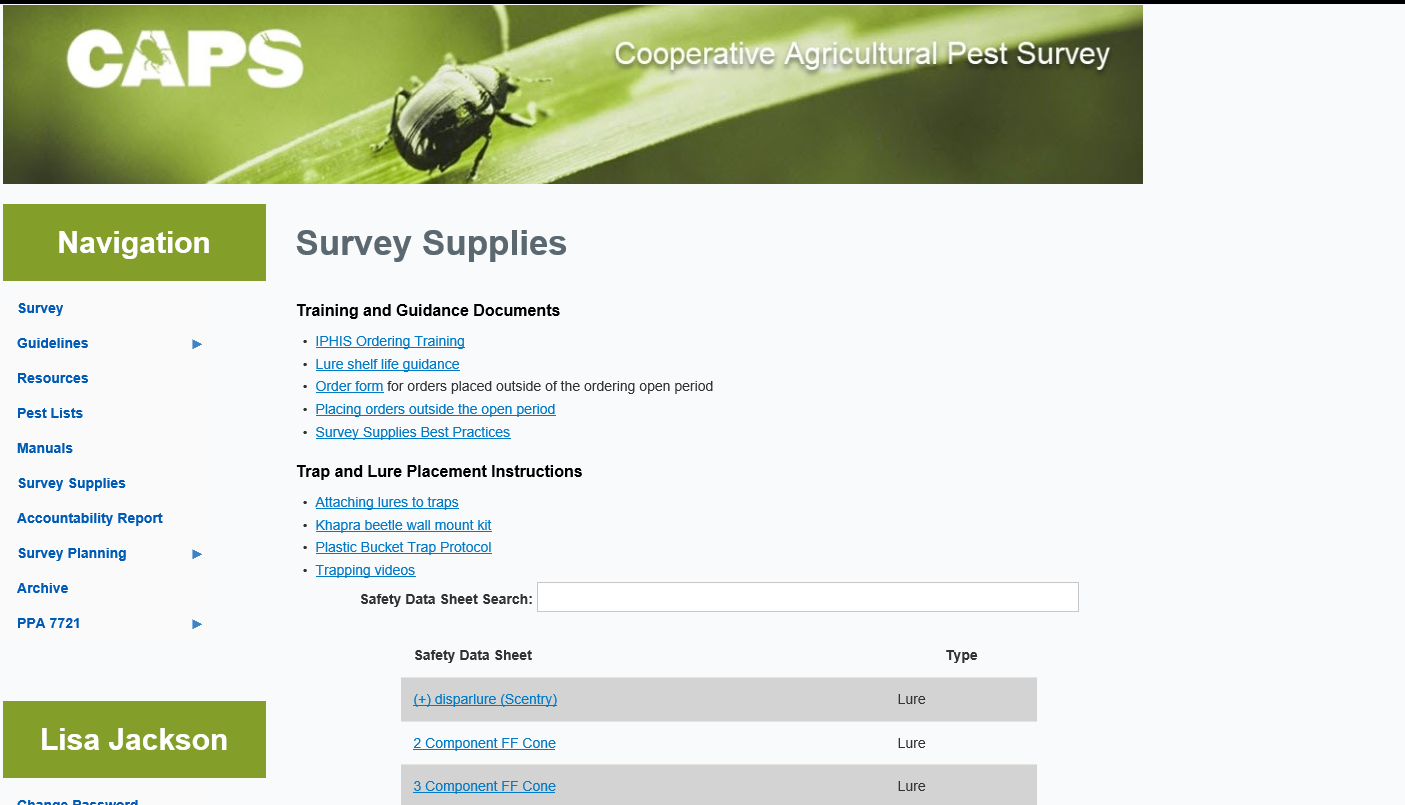 CAPS
Cooperative Agricultural Pest Survey
Navigation
Survey
Guidelines
Resources
Pest Lists
Manuals
Survey Supplies
Accountability Report
Survey Planning
Archive
PPA 7721
Lisa Jackson
Change Password
Survey Supplies
Training and Guidance Documents
• IPHIS Ordering Training
• Lure shelf life guidance
• Order form for orders placed outside of the ordering open period
• Placing orders outside the open period
• Survey Supplies Best Practices
Trap and Lure Placement Instructions
• Attaching lures to traps
• Khapra beetle wall mount kit
• Plastic Bucket Trap Protocol
• Trapping videos
Safety Data Sheet Search:
Safety Data Sheet Type
(+) disparlure (Scentry) Lure
2 Component FF Cone Lure
3 Component FF Cone Lure